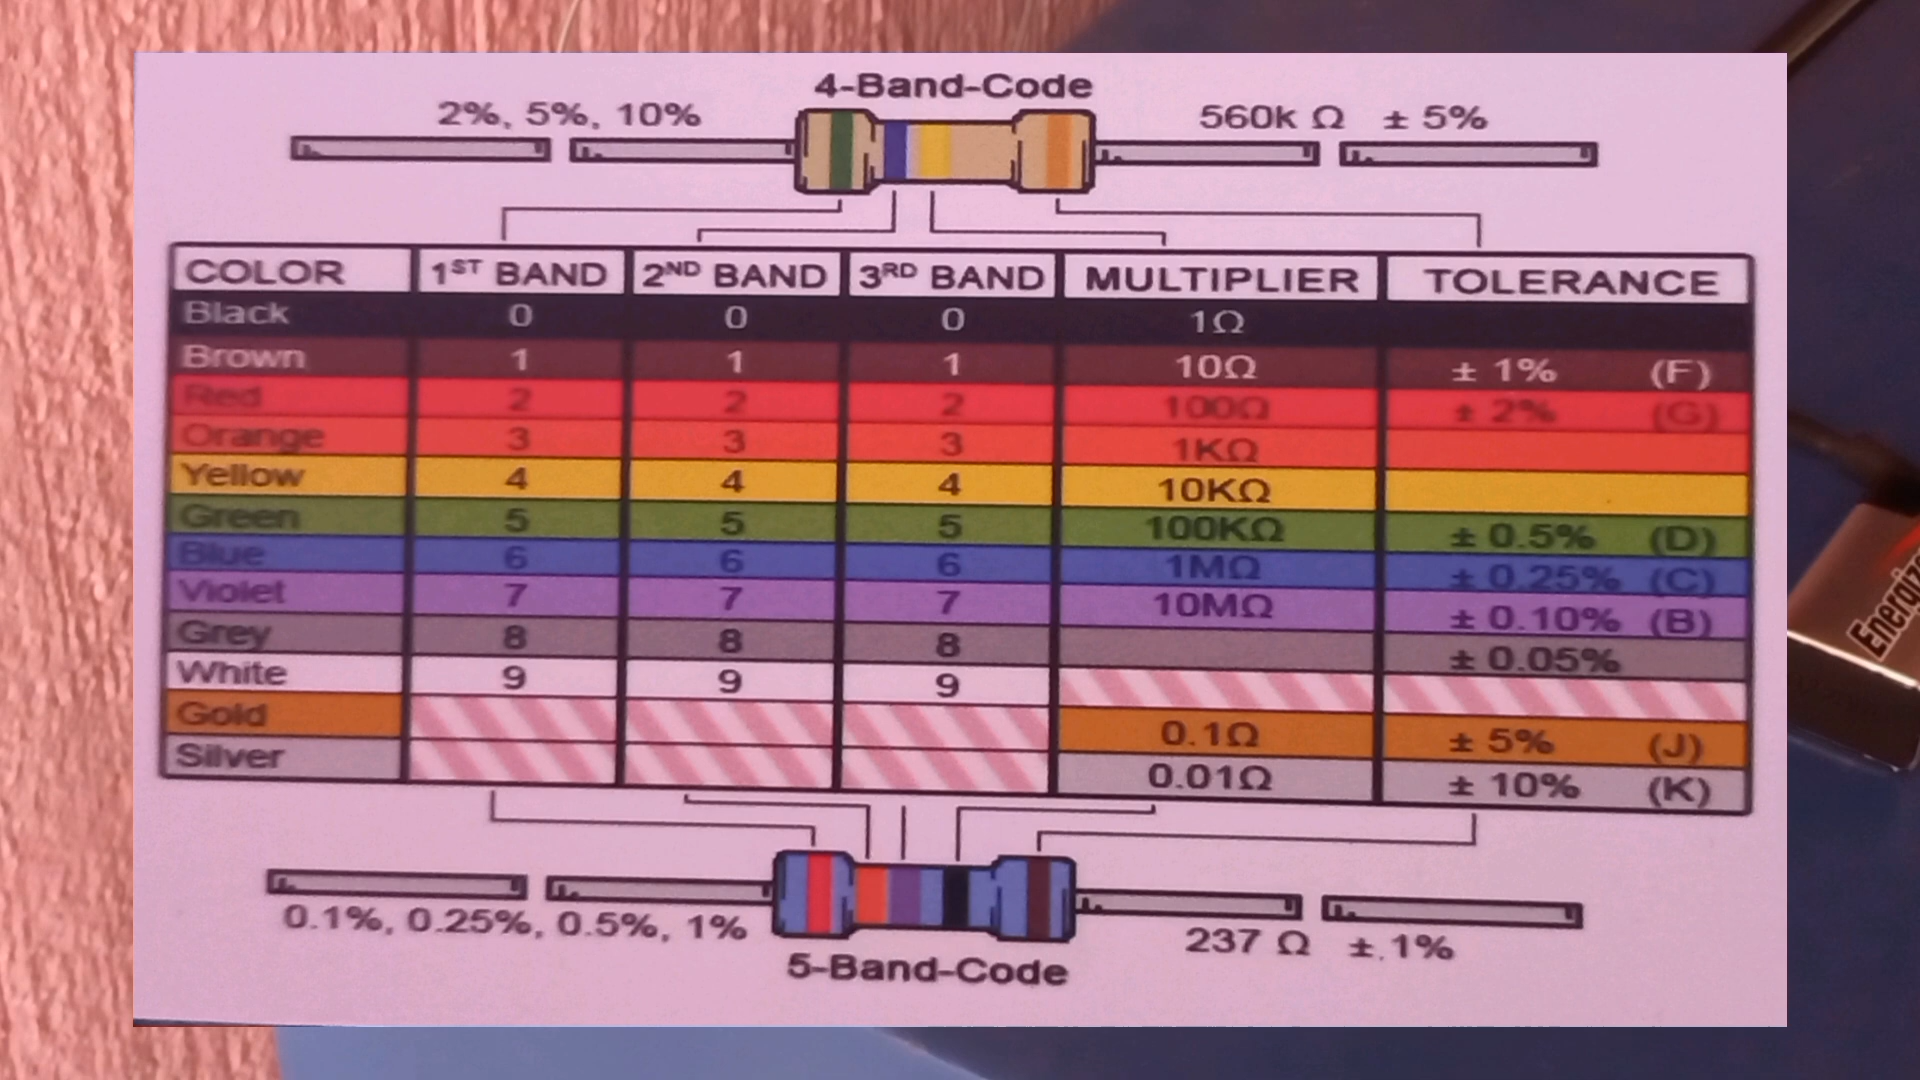 4-Band-Code
2%, 5%, 10%
560k Ω ± 5%
COLOR 1ST BAND 2ND BAND 3RD BAND MULTIPLIER TOLERANCE
Black 0 0 0 1Ω
Brown 1 1 1 10Ω ± 1% (F)
Red 2 2 2 100Ω ± 2% (G)
Orange 3 3 3 1KΩ
Yellow 4 4 4 10KΩ
Green 5 5 5 100KΩ ± 0.5% (D)
Blue 6 6 6 1MΩ ± 0.25% (C)
Violet 7 7 7 10MΩ ± 0.10% (B)
Grey 8 8 8 ± 0.05%
White 9 9 9
Gold 0.1Ω ± 5% (J)
Silver 0.01Ω ± 10% (K)
0.1%, 0.25%, 0.5%, 1%
237 Ω ± 1%
5-Band-Code